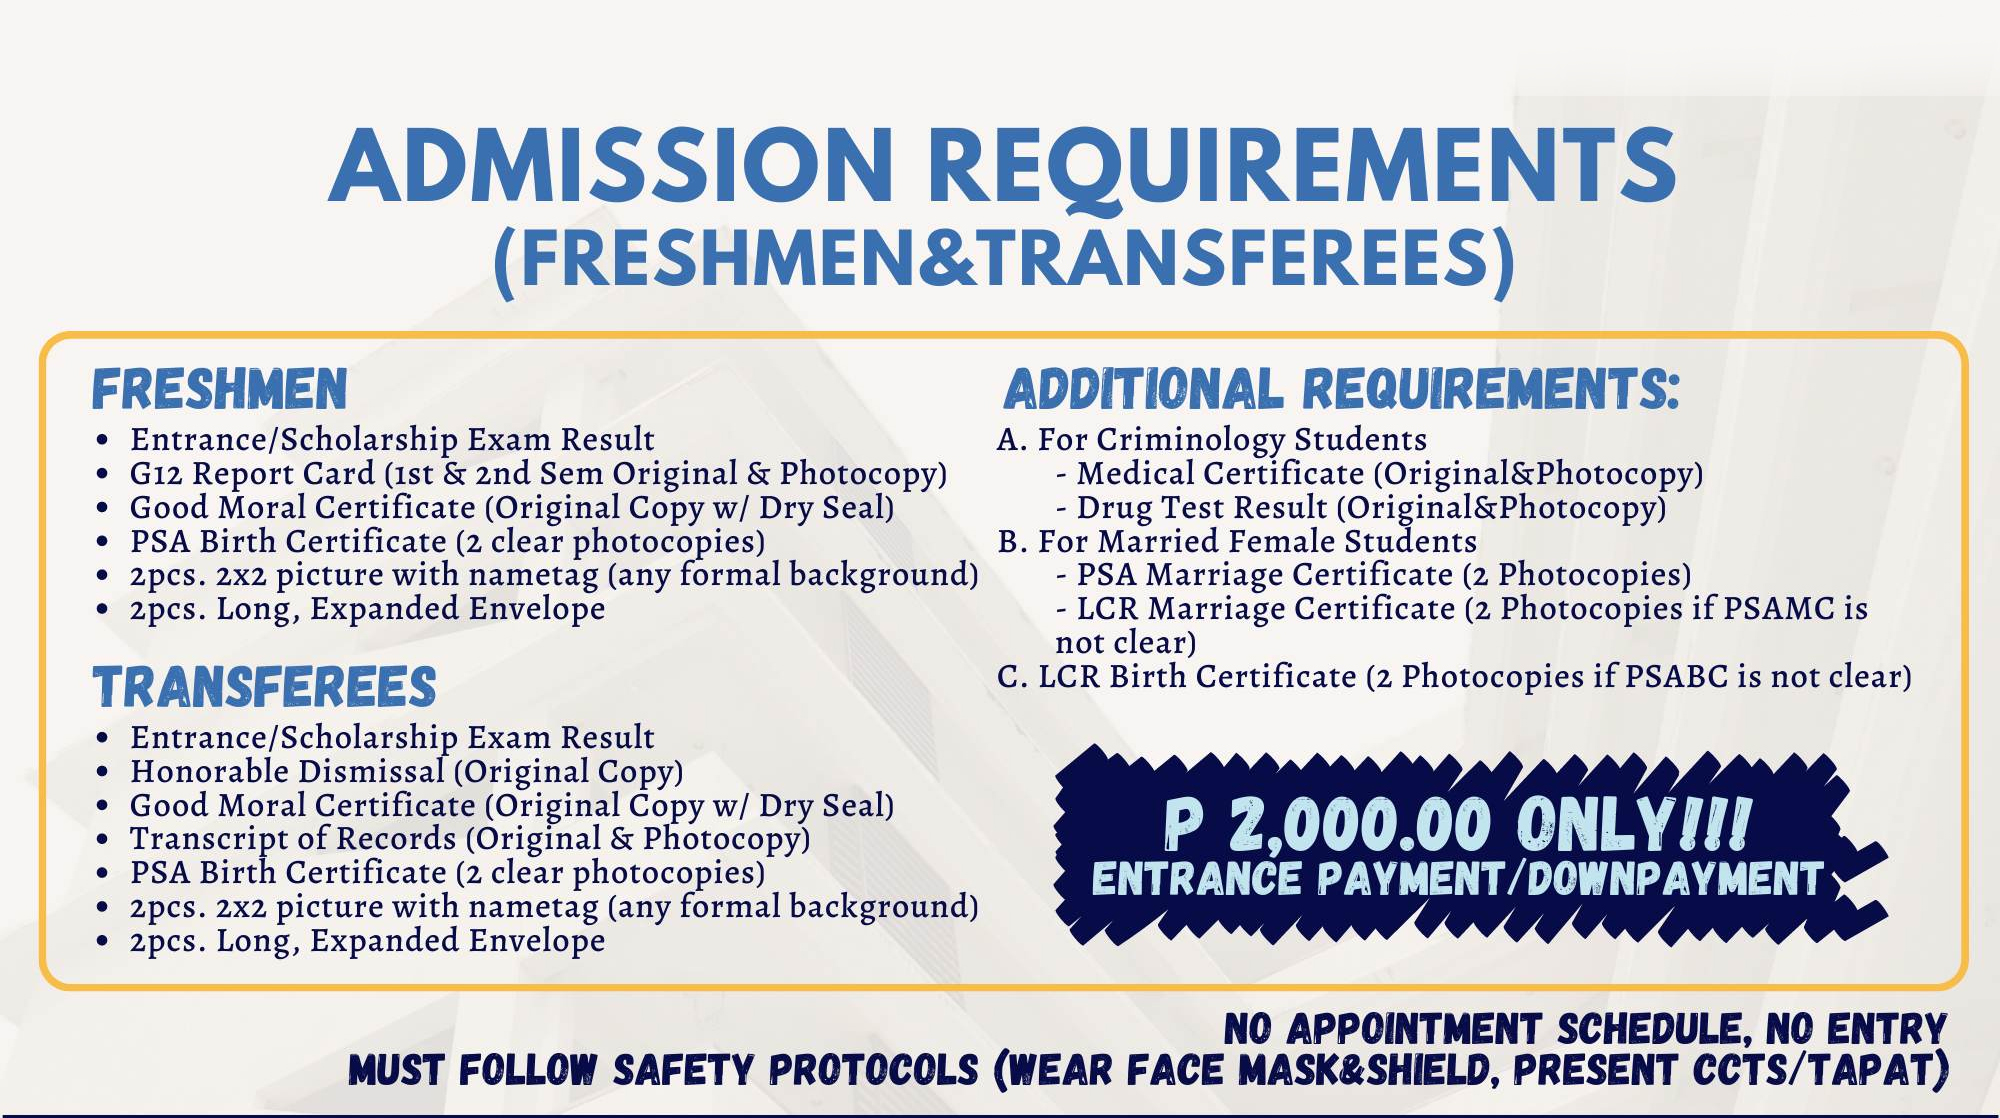 ADMISSION REQUIREMENTS
(FRESHMEN&TRANSFEREES)
FRESHMEN
• Entrance/Scholarship Exam Result
• G12 Report Card (1st & 2nd Sem Original & Photocopy)
• Good Moral Certificate (Original Copy w/ Dry Seal)
• PSA Birth Certificate (2 clear photocopies)
• 2pcs. 2x2 picture with nametag (any formal background)
• 2pcs. Long, Expanded Envelope
TRANSFEREES
• Entrance/Scholarship Exam Result
• Honorable Dismissal (Original Copy)
• Good Moral Certificate (Original Copy w/ Dry Seal)
• Transcript of Records (Original & Photocopy)
• PSA Birth Certificate (2 clear photocopies)
• 2pcs. 2x2 picture with nametag (any formal background)
• 2pcs. Long, Expanded Envelope
ADDITIONAL REQUIREMENTS:
A. For Criminology Students
- Medical Certificate (Original&Photocopy)
- Drug Test Result (Original&Photocopy)
B. For Married Female Students
- PSA Marriage Certificate (2 Photocopies)
- LCR Marriage Certificate (2 Photocopies if PSAMC is
not clear)
C. LCR Birth Certificate (2 Photocopies if PSABC is not clear)
P 2,000.00 ONLY!!!
ENTRANCE PAYMENT/DOWNPAYMENT
NO APPOINTMENT SCHEDULE, NO ENTRY
MUST FOLLOW SAFETY PROTOCOLS (WEAR FACE MASK&SHIELD, PRESENT CCTS/TAPAT)